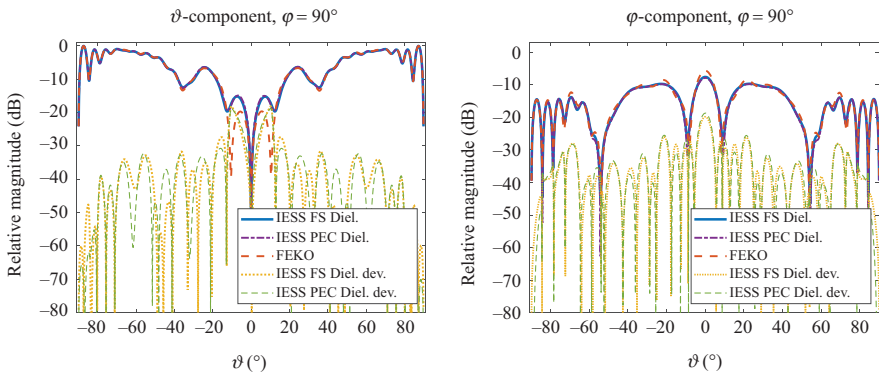 ϑ-component, φ = 90°
Relative magnitude (dB)
0
−10
−20
−30
−40
−50
−60
−70
−80
IESS FS Diel.
IESS PEC Diel.
FEKO
IESS FS Diel. dev.
IESS PEC Diel. dev.
−80 −60 −40 −20 0 20 40 60 80
ϑ (°)
φ-component, φ = 90°
Relative magnitude (dB)
0
−10
−20
−30
−40
−50
−60
−70
−80
IESS FS Diel.
IESS PEC Diel.
FEKO
IESS FS Diel. dev.
IESS PEC Diel. dev.
−80 −60 −40 −20 0 20 40 60 80
ϑ (°)